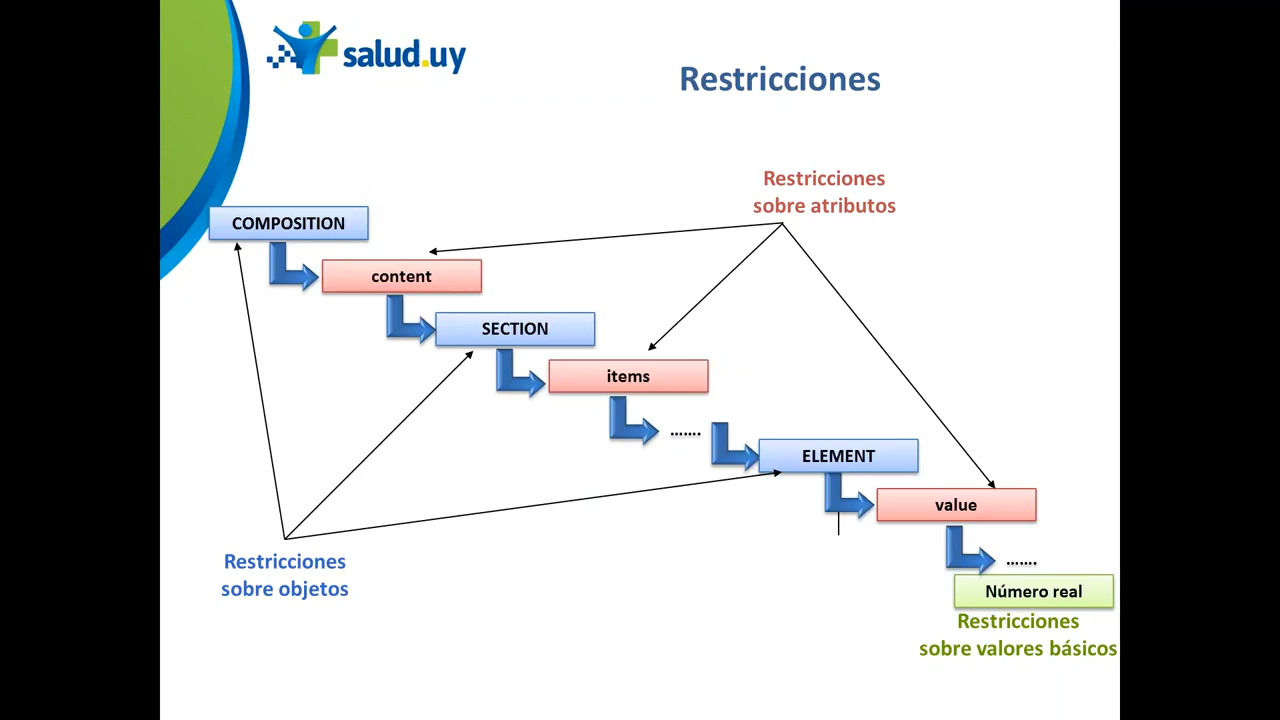 salud.uy
Restricciones
Restricciones
sobre atributos
COMPOSITION
content
SECTION
items
.......
ELEMENT
value
.......
Restricciones
sobre objetos
Número real
Restricciones
sobre valores básicos